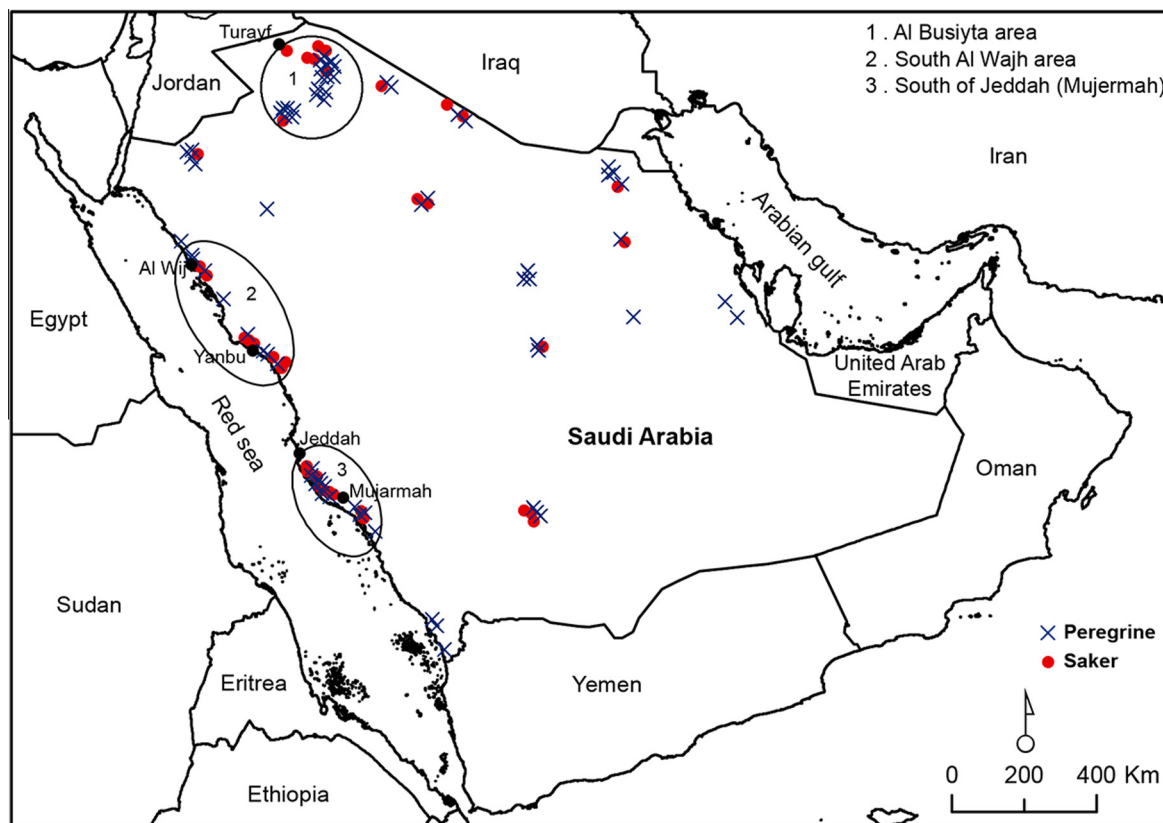 Turayf
1 . Al Busiyta area
2 . South Al Wajh area
3 . South of Jeddah (Mujermah)
Jordan
Iraq
1
Iran
Arabian gulf
Al Wij
2
Egypt
Yanbu
United Arab
Emirates
Red sea
Saudi Arabia
Jeddah
3
Mujarmah
Oman
Sudan
Peregrine
Saker
Eritrea
Yemen
Ethiopia
0 200 400 Km